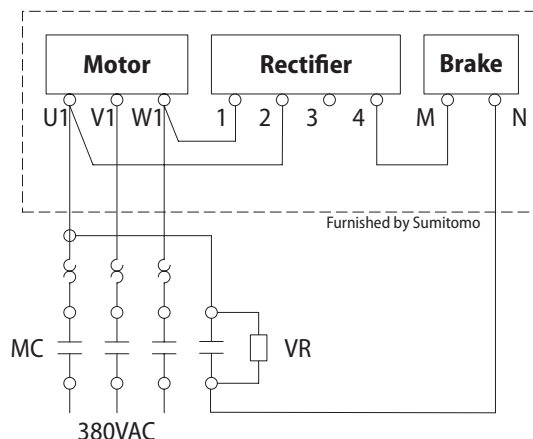 Motor Rectifier Brake
U1 V1 W1 1 2 3 4 M N
Furnished by Sumitomo
MC VR
380VAC